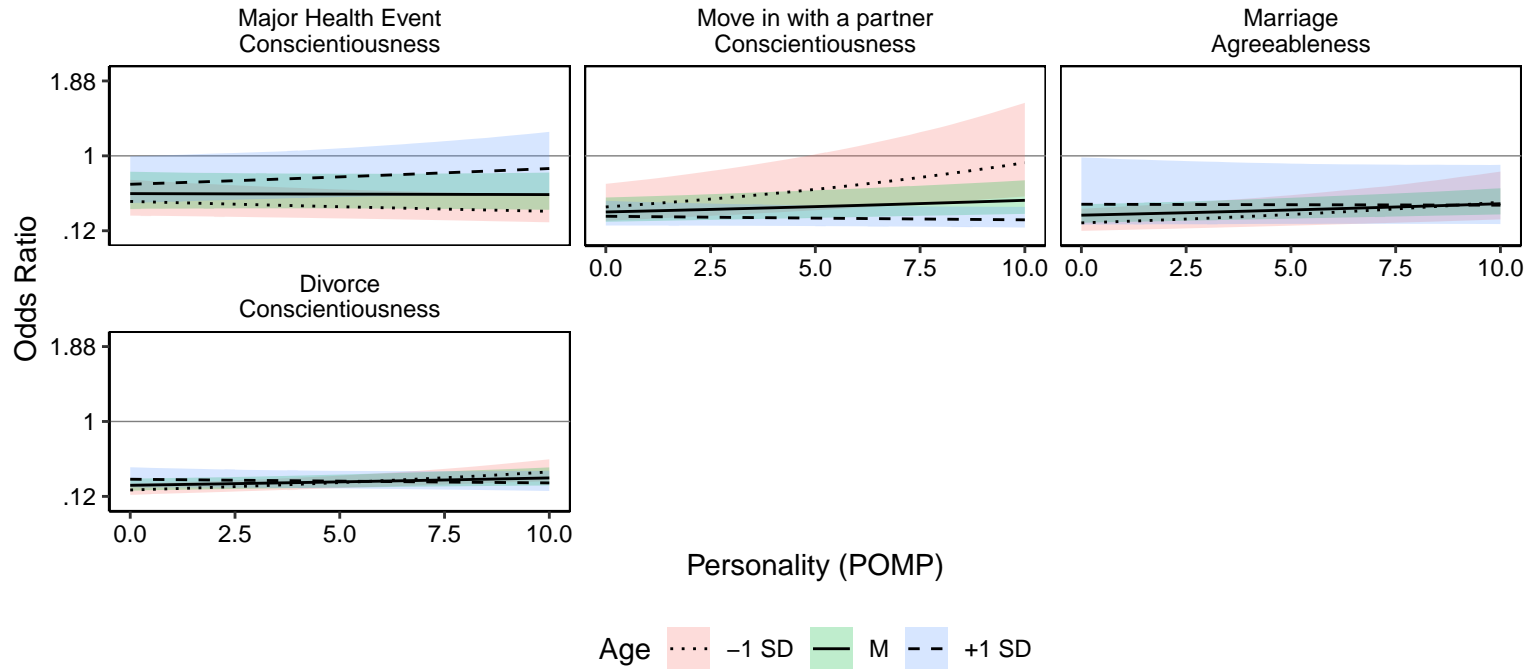 Major Health Event
Conscientiousness
Move in with a partner
Conscientiousness
Marriage
Agreeableness
1.88
1
.12
0.0 2.5 5.0 7.5 10.0
0.0 2.5 5.0 7.5 10.0
Divorce
Conscientiousness
1.88
1
.12
0.0 2.5 5.0 7.5 10.0
Odds Ratio
Personality (POMP)
Age −1 SD M +1 SD